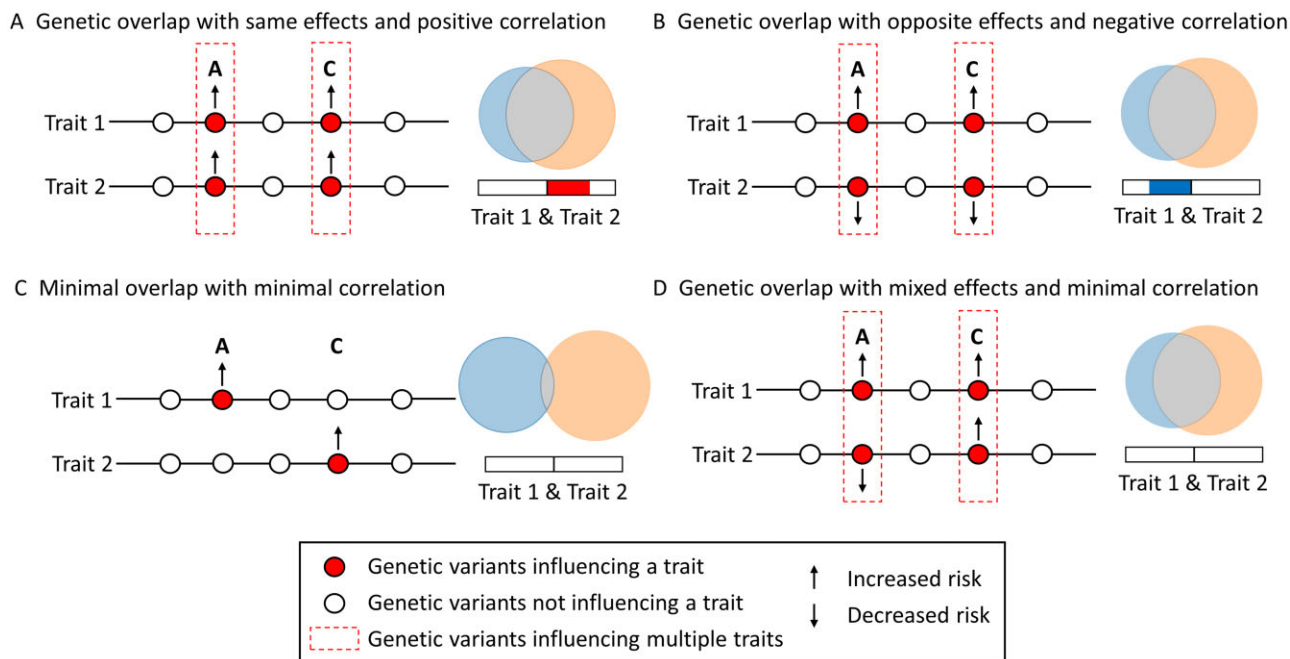 A Genetic overlap with same effects and positive correlation
A C
Trait 1
Trait 2
Trait 1 & Trait 2
B Genetic overlap with opposite effects and negative correlation
A C
Trait 1
Trait 2
Trait 1 & Trait 2
C Minimal overlap with minimal correlation
A C
Trait 1
Trait 2
Trait 1 & Trait 2
D Genetic overlap with mixed effects and minimal correlation
A C
Trait 1
Trait 2
Trait 1 & Trait 2
Genetic variants influencing a trait
Genetic variants not influencing a trait
Genetic variants influencing multiple traits
Increased risk
Decreased risk